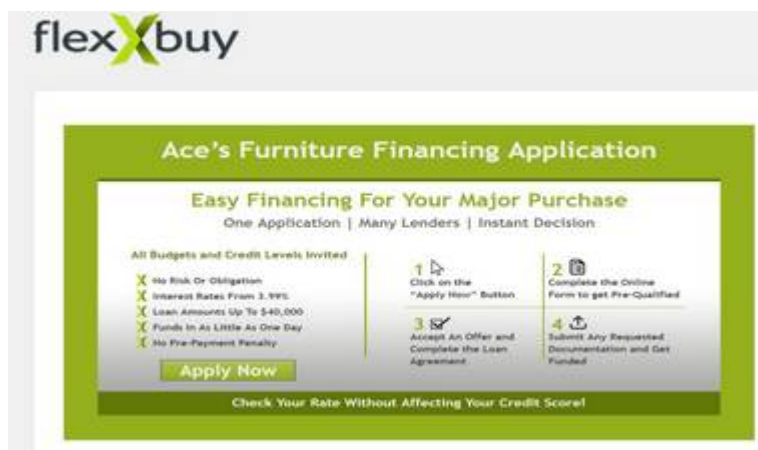 flexXbuy
Ace's Furniture Financing Application
Easy Financing For Your Major Purchase
One Application | Many Lenders | Instant Decision
All Budgets and Credit Levels Invited
No Risk Or Obligation
Interest Rates From 3.99%
Loan Amounts Up To $40,000
Funds In As Little As One Day
No Pre-Payment Penalty
Apply Now
1
Click on the
"Apply Now" Button
2
Complete the Online
Form to get Pre-Qualified
3
Accept An Offer and
Complete the Loan
Agreement
4
Submit Any Requested
Documentation and Get
Funded
Check Your Rate Without Affecting Your Credit Score!